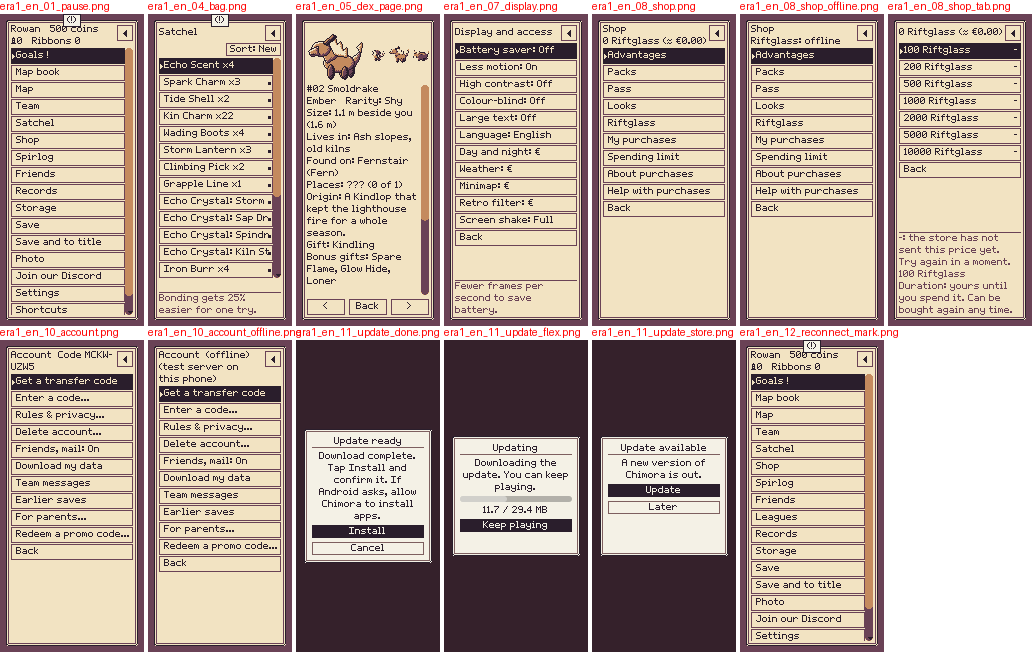 era1_en_01_pause.png
(!)
Rowan 500 coins
Ribbons 0
Goals !
Map book
Map
Team
Satchel
Shop
Spirlog
Friends
Records
Storage
Save
Save and to title
Photo
Join our Discord
Settings
Shortcuts
era1_en_04_bag.png
(!)
Satchel
Sort: New
Echo Scent x4
Spark Charm x3
Tide Shell x2
Kin Charm x22
Wading Boots x4
Storm Lantern x3
Climbing Pick x2
Grapple Line x1
Echo Crystal: Storm
Echo Crystal: Sap Dr
Echo Crystal: Spindr
Echo Crystal: Kiln St
Iron Burr x4
Bonding gets 25%
easier for one try.
era1_en_05_dex_page.png
#02 Smoldrake
Ember Rarity: Shy
Size: 1.1 m beside you
(1.6 m)
Lives in: Ash slopes,
old kilns
Found on: Fernstair
(Fern)
Places: ??? (0 of 1)
Origin: A Kindlop that
kept the lighthouse
fire for a whole
season.
Gift: Kindling
Bonus gifts: Spare
Flame, Glow Hide,
Loner
< Back >
era1_en_07_display.png
Display and access
Battery saver: Off
Less motion: On
High contrast: Off
Colour-blind: Off
Large text: Off
Language: English
Day and night: €
Weather: €
Minimap: €
Retro filter: €
Screen shake: Full
Back
Fewer frames per
second to save
battery.
era1_en_08_shop.png
Shop
0 Riftglass (≈ €0.00)
Advantages
Packs
Pass
Looks
Riftglass
My purchases
Spending limit
About purchases
Help with purchases
Back
era1_en_08_shop_offline.png
Shop
Riftglass: offline
Advantages
Packs
Pass
Looks
Riftglass
My purchases
Spending limit
About purchases
Help with purchases
Back
era1_en_08_shop_tab.png
0 Riftglass (≈ €0.00)
100 Riftglass -
200 Riftglass -
500 Riftglass -
1000 Riftglass -
2000 Riftglass -
5000 Riftglass -
10000 Riftglass -
Back
-: the store has not
sent this price yet.
Try again in a moment.
100 Riftglass
Duration: yours until
you spend it. Can be
bought again any time.
era1_en_10_account.png
Account Code MCKW-
UZW5
Get a transfer code
Enter a code...
Rules & privacy...
Delete account...
Friends, mail: On
Download my data
Team messages
Earlier saves
For parents...
Redeem a promo code...
Back
era1_en_10_account_offline.png
Account (offline)
(test server on
this phone)
Get a transfer code
Enter a code...
Rules & privacy...
Delete account...
Friends, mail: On
Download my data
Team messages
Earlier saves
For parents...
Redeem a promo code...
Back
era1_en_11_update_done.png
Update ready
Download complete.
Tap Install and
confirm it. If
Android asks, allow
Chimora to install
apps.
Install
Cancel
era1_en_11_update_flex.png
Updating
Downloading the
update. You can keep
playing.
11.7 / 29.4 MB
Keep playing
era1_en_11_update_store.png
Update available
A new version of
Chimora is out.
Update
Later
era1_en_12_reconnect_mark.png
(!)
Rowan 500 coins
Ribbons 0
Goals !
Map book
Map
Team
Satchel
Shop
Spirlog
Friends
Leagues
Records
Storage
Save
Save and to title
Photo
Join our Discord
Settings